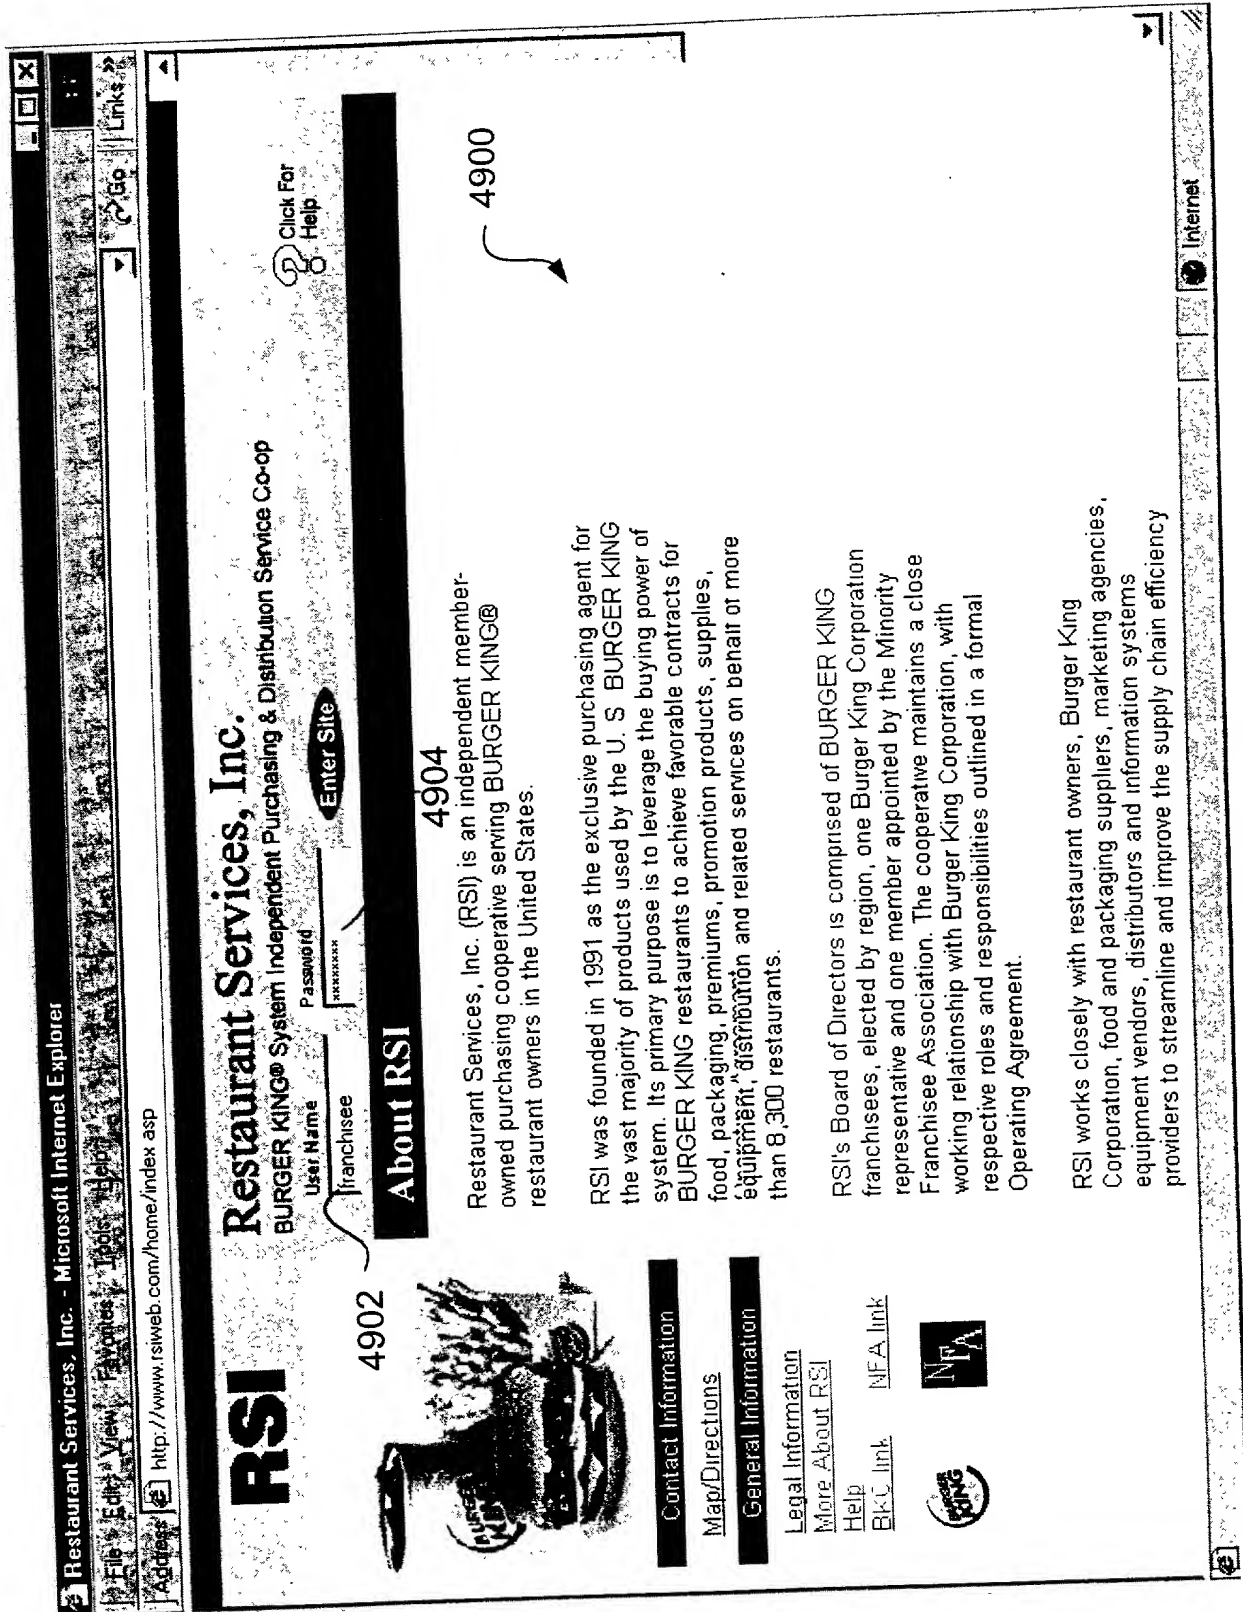 Restaurant Services, Inc. - Microsoft Internet Explorer
File Edit View Favorites Tools Help
Address http://www.rsiweb.com/home/index asp Go Links »
RSI
Restaurant Services, Inc.
BURGER KING® System Independent Purchasing & Distribution Service Co-op
User Name Password
franchisee xxxxxxxx Enter Site
Click For
Help
4902
4904
4900
About RSI
BURGER
KING
Contact Information
Map/Directions
General Information
Legal Information
More About RSI
Help
BKC link NFA link
BURGER
KING
NFA
Restaurant Services, Inc. (RSI) is an independent member-
owned purchasing cooperative serving BURGER KING®
restaurant owners in the United States.
RSI was founded in 1991 as the exclusive purchasing agent for
the vast majority of products used by the U. S BURGER KING
system. Its primary purpose is to leverage the buying power of
BURGER KING restaurants to achieve favorable contracts for
food, packaging, premiums, promotion products, supplies,
equipment, distribution and related services on behalf of more
than 8,300 restaurants.
RSI's Board of Directors is comprised of BURGER KING
franchisees, elected by region, one Burger King Corporation
representative and one member appointed by the Minority
Franchisee Association. The cooperative maintains a close
working relationship with Burger King Corporation, with
respective roles and responsibilities outlined in a formal
Operating Agreement.
RSI works closely with restaurant owners, Burger King
Corporation, food and packaging suppliers, marketing agencies,
equipment vendors, distributors and information systems
providers to streamline and improve the supply chain efficiency
Internet